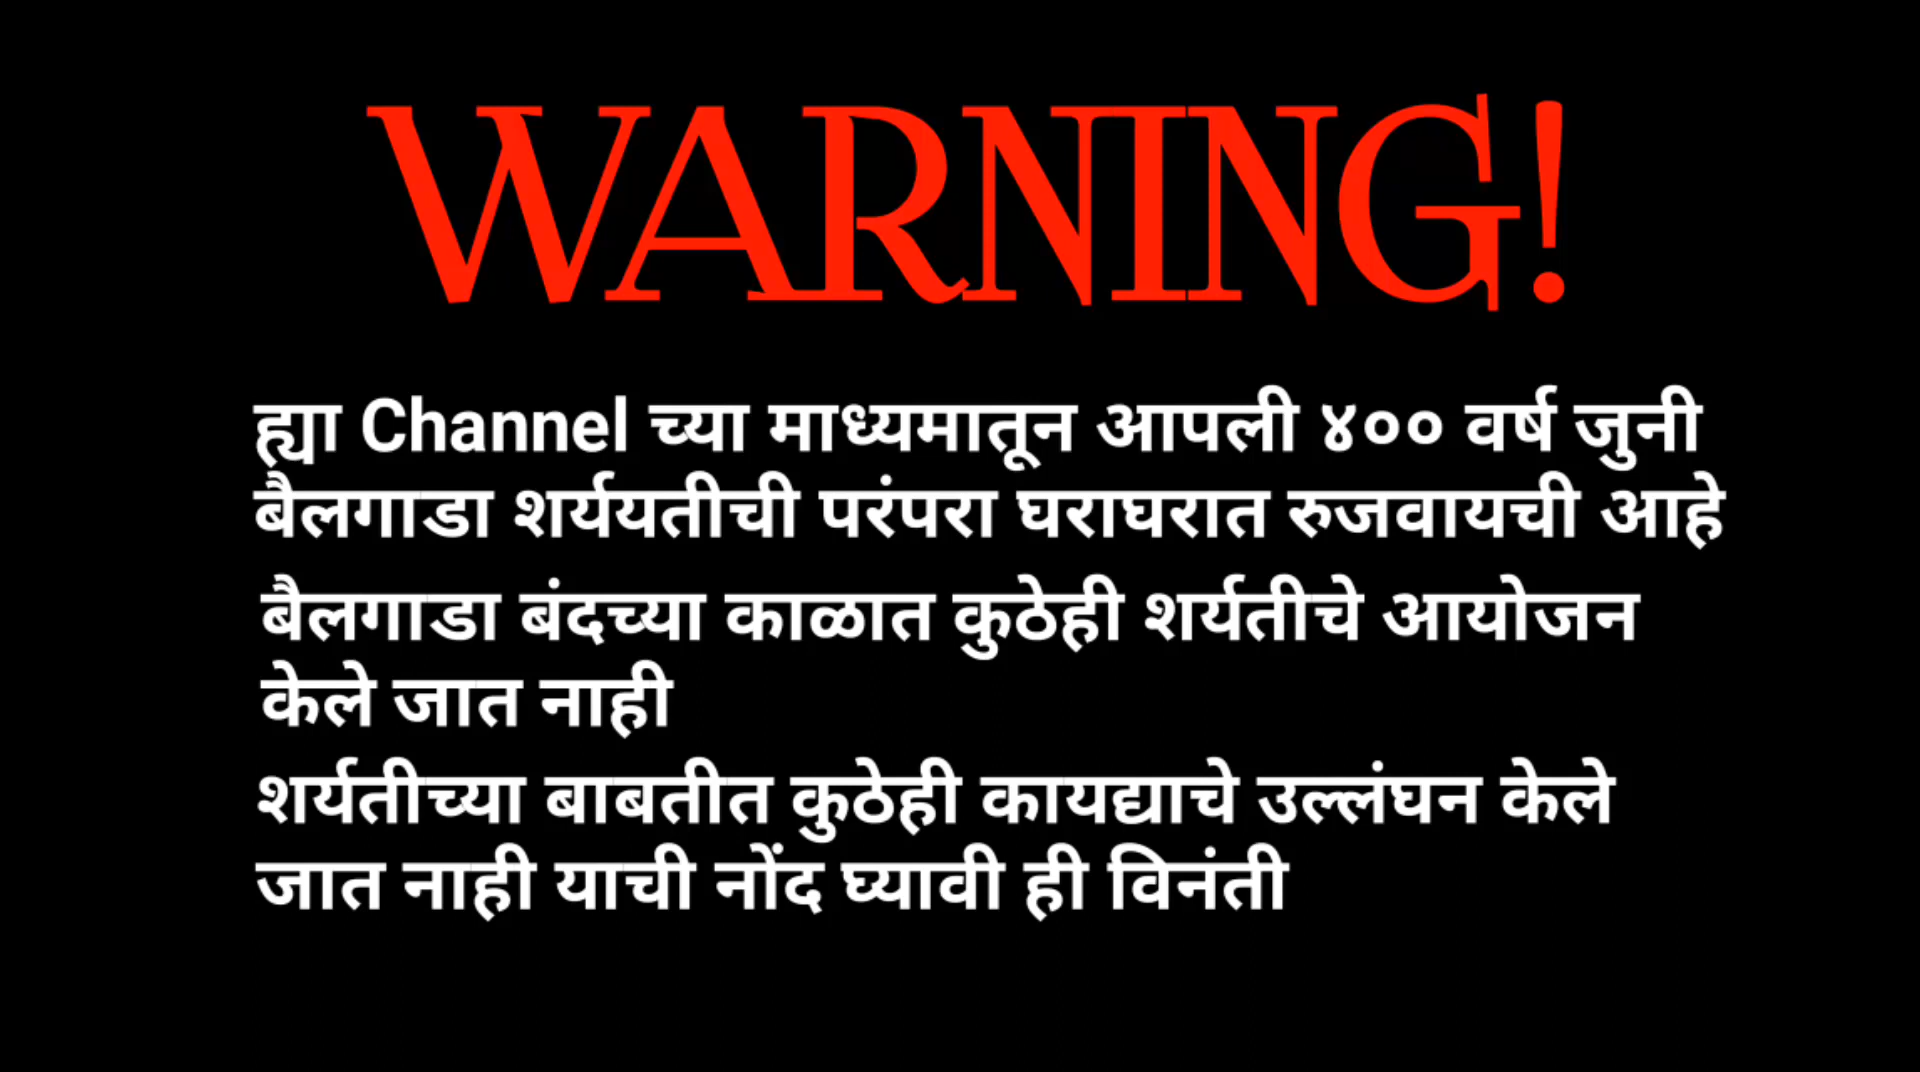 WARNING!
ह्या Channel च्या माध्यमातून आपली ४०० वर्ष जुनी
बैलगाडा शर्ययतीची परंपरा घराघरात रुजवायची आहे
बैलगाडा बंदच्या काळात कुठेही शर्यतीचे आयोजन
केले जात नाही
शर्यतीच्या बाबतीत कुठेही कायद्याचे उल्लंघन केले
जात नाही याची नोंद घ्यावी ही विनंती